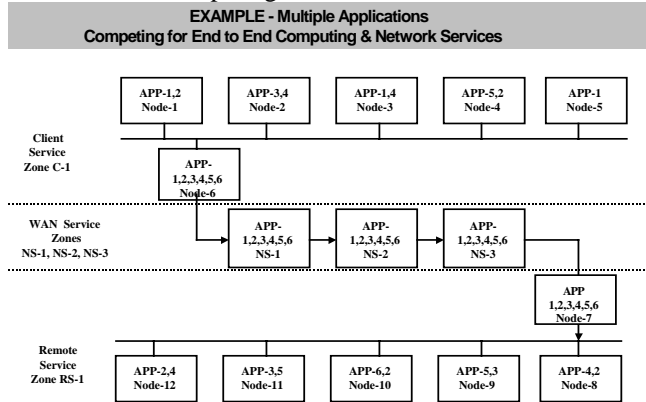 EXAMPLE - Multiple Applications
Competing for End to End Computing & Network Services
APP-1,2
Node-1
APP-3,4
Node-2
APP-1,4
Node-3
APP-5,2
Node-4
APP-1
Node-5
Client
Service
Zone C-1
APP-
1,2,3,4,5,6
Node-6
WAN Service
Zones
NS-1, NS-2, NS-3
APP-
1,2,3,4,5,6
NS-1
APP-
1,2,3,4,5,6
NS-2
APP-
1,2,3,4,5,6
NS-3
APP
1,2,3,4,5,6
Node-7
Remote
Service
Zone RS-1
APP-2,4
Node-12
APP-3,5
Node-11
APP-6,2
Node-10
APP-5,3
Node-9
APP-4,2
Node-8